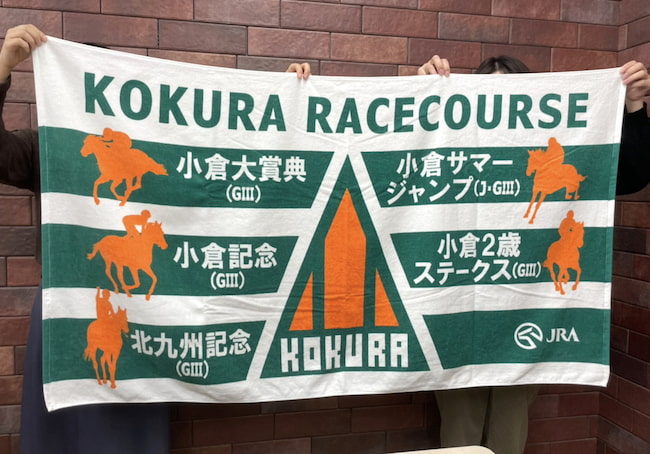 KOKURA RACECOURSE
小倉大賞典
(GIII)
小倉サマー
ジャンプ(J・GIII)
小倉記念
(GIII)
小倉2歳
ステークス(GIII)
北九州記念
(GIII)
KOKURA
JRA